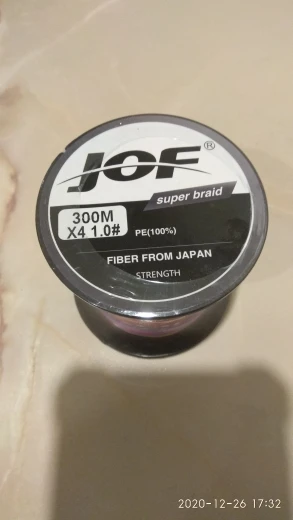 JOF®
super braid
300M
X4 1.0#
PE(100%)
FIBER FROM JAPAN
STRENGTH
2020-12-26 17:32